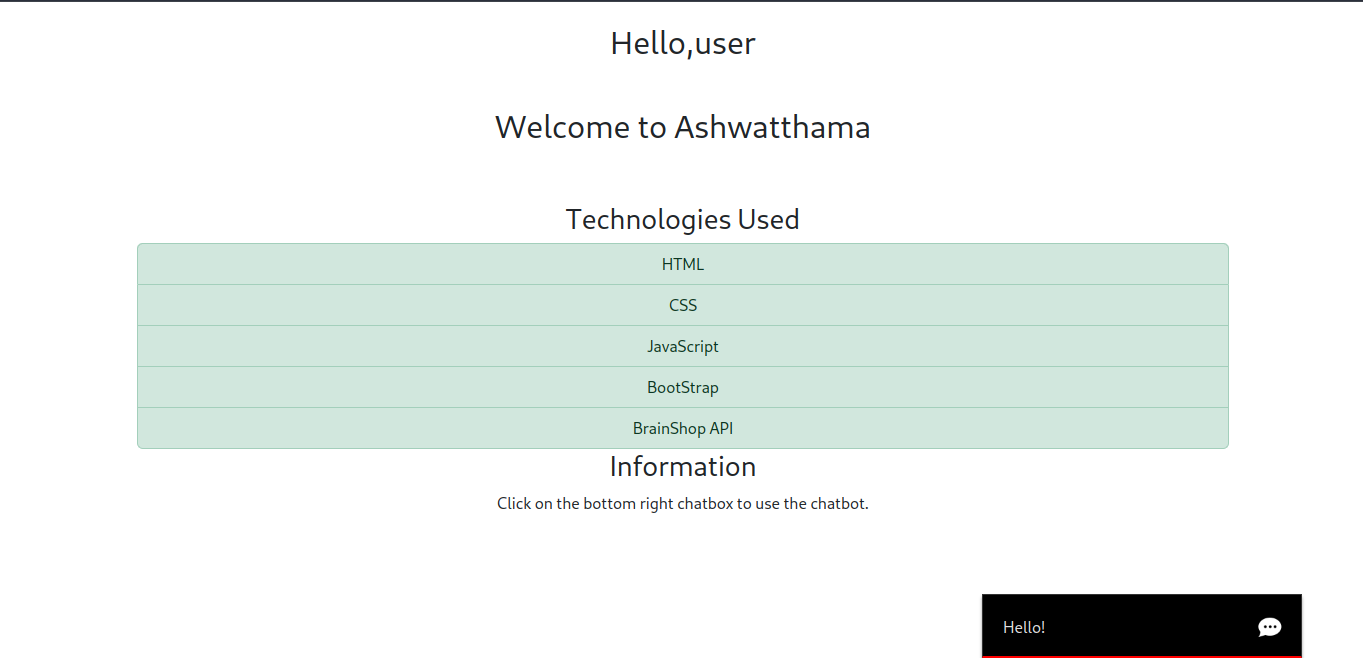 Hello,user
Welcome to Ashwatthama
Technologies Used
HTML
CSS
JavaScript
BootStrap
BrainShop API
Information
Click on the bottom right chatbox to use the chatbot.
Hello!